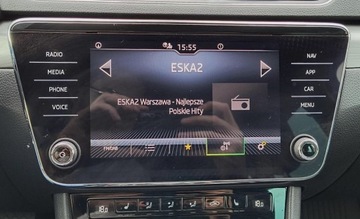 15:55
RADIO
MEDIA
PHONE
VOICE
ESKA2
ESKA2 Warszawa - Najlepsze
Polskie Hity
NAV
APP
CAR
MENU